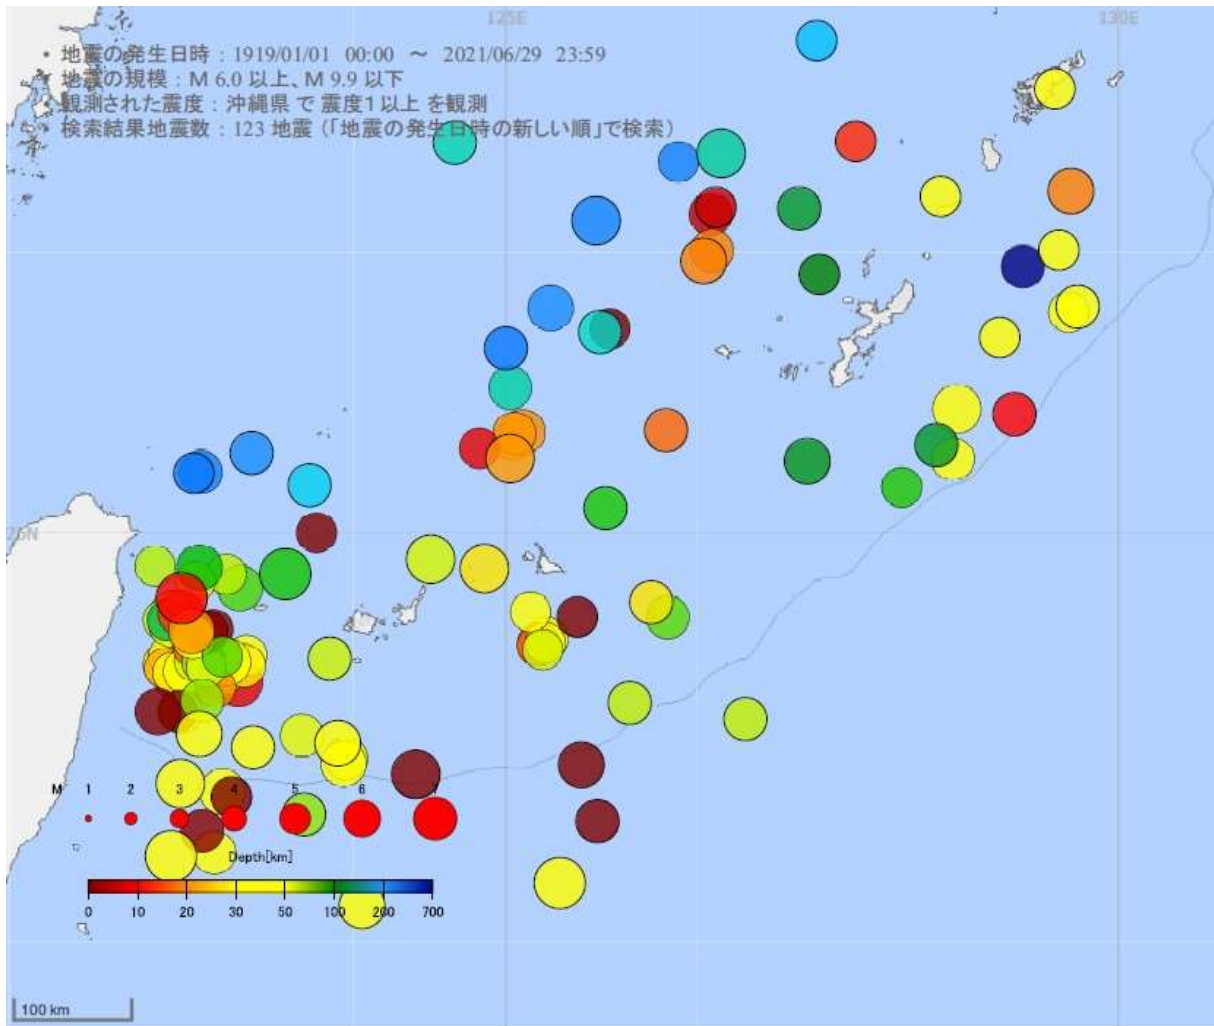 125E
130E
• 地震の発生日時 : 1919/01/01 00:00 ～ 2021/06/29 23:59
• 地震の規模 : M 6.0 以上、M 9.9 以下
• 観測された震度 : 沖縄県 で 震度1 以上 を観測
• 検索結果地震数 : 123 地震 (「地震の発生日時の新しい順」で検索)
25N
M 1 2 3 4 5 6 7
Depth[km]
0 10 20 30 50 100 200 700
100 km